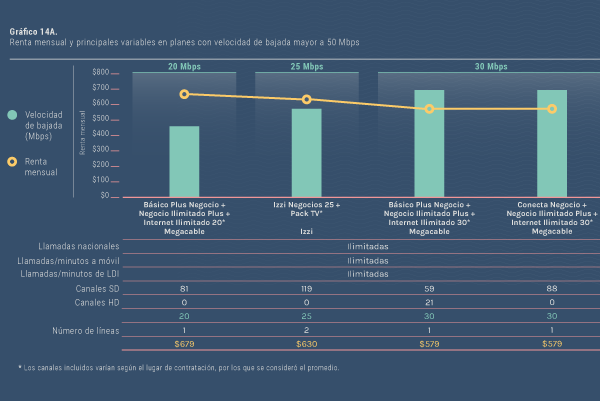 Gráfico 14A.
Renta mensual y principales variables en planes con velocidad de bajada mayor a 50 Mbps
20 Mbps
25 Mbps
30 Mbps
$800
$700
$600
$500
$400
$300
$200
$100
$0
Renta mensual
Velocidad
de bajada
(Mbps)
Renta
mensual
Básico Plus Negocio +
Negocio Ilimitado Plus +
Internet Ilimitado 20*
Megacable
Izzi Negocios 25 +
Pack TV*
Izzi
Básico Plus Negocio +
Negocio Ilimitado Plus +
Internet Ilimitado 30*
Megacable
Conecta Negocio +
Negocio Ilimitado Plus +
Internet Ilimitado 30*
Megacable
Llamadas nacionales Ilimitadas
Llamadas/minutos a móvil Ilimitadas
Llamadas/minutos de LDI Ilimitadas
Canales SD 81 119 59 88
Canales HD 0 0 21 0
20 25 30 30
Número de líneas 1 2 1 1
$679 $630 $579 $579
* Los canales incluidos varían según el lugar de contratación, por los que se consideró el promedio.